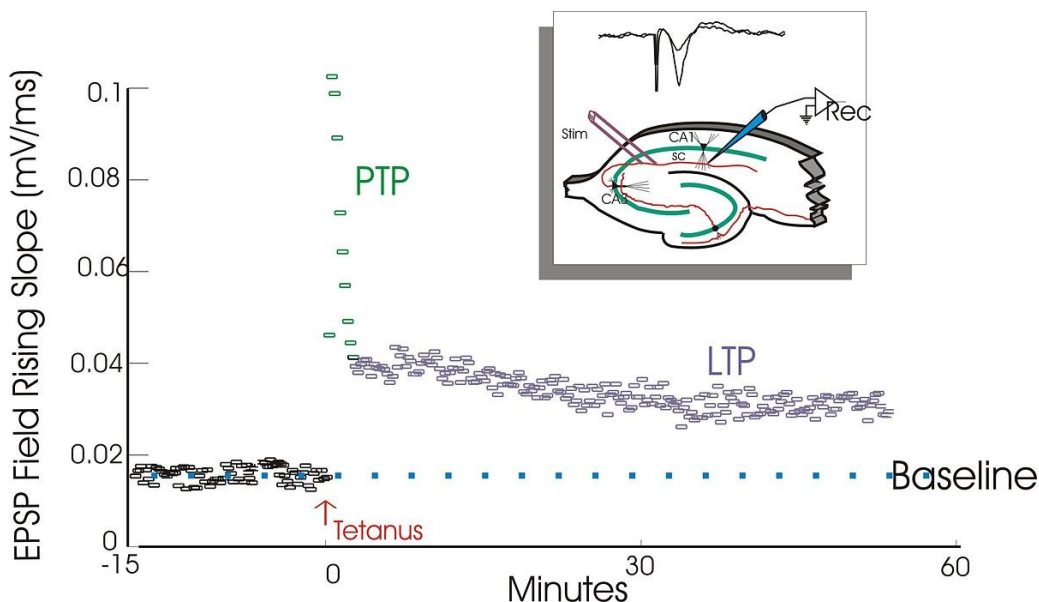 EPSP Field Rising Slope (mV/ms)
0.1
0.08
0.06
0.04
0.02
0
-15
0
30
60
Minutes
PTP
LTP
Baseline
Tetanus
Stim
Rec
CA1
SC
CA3